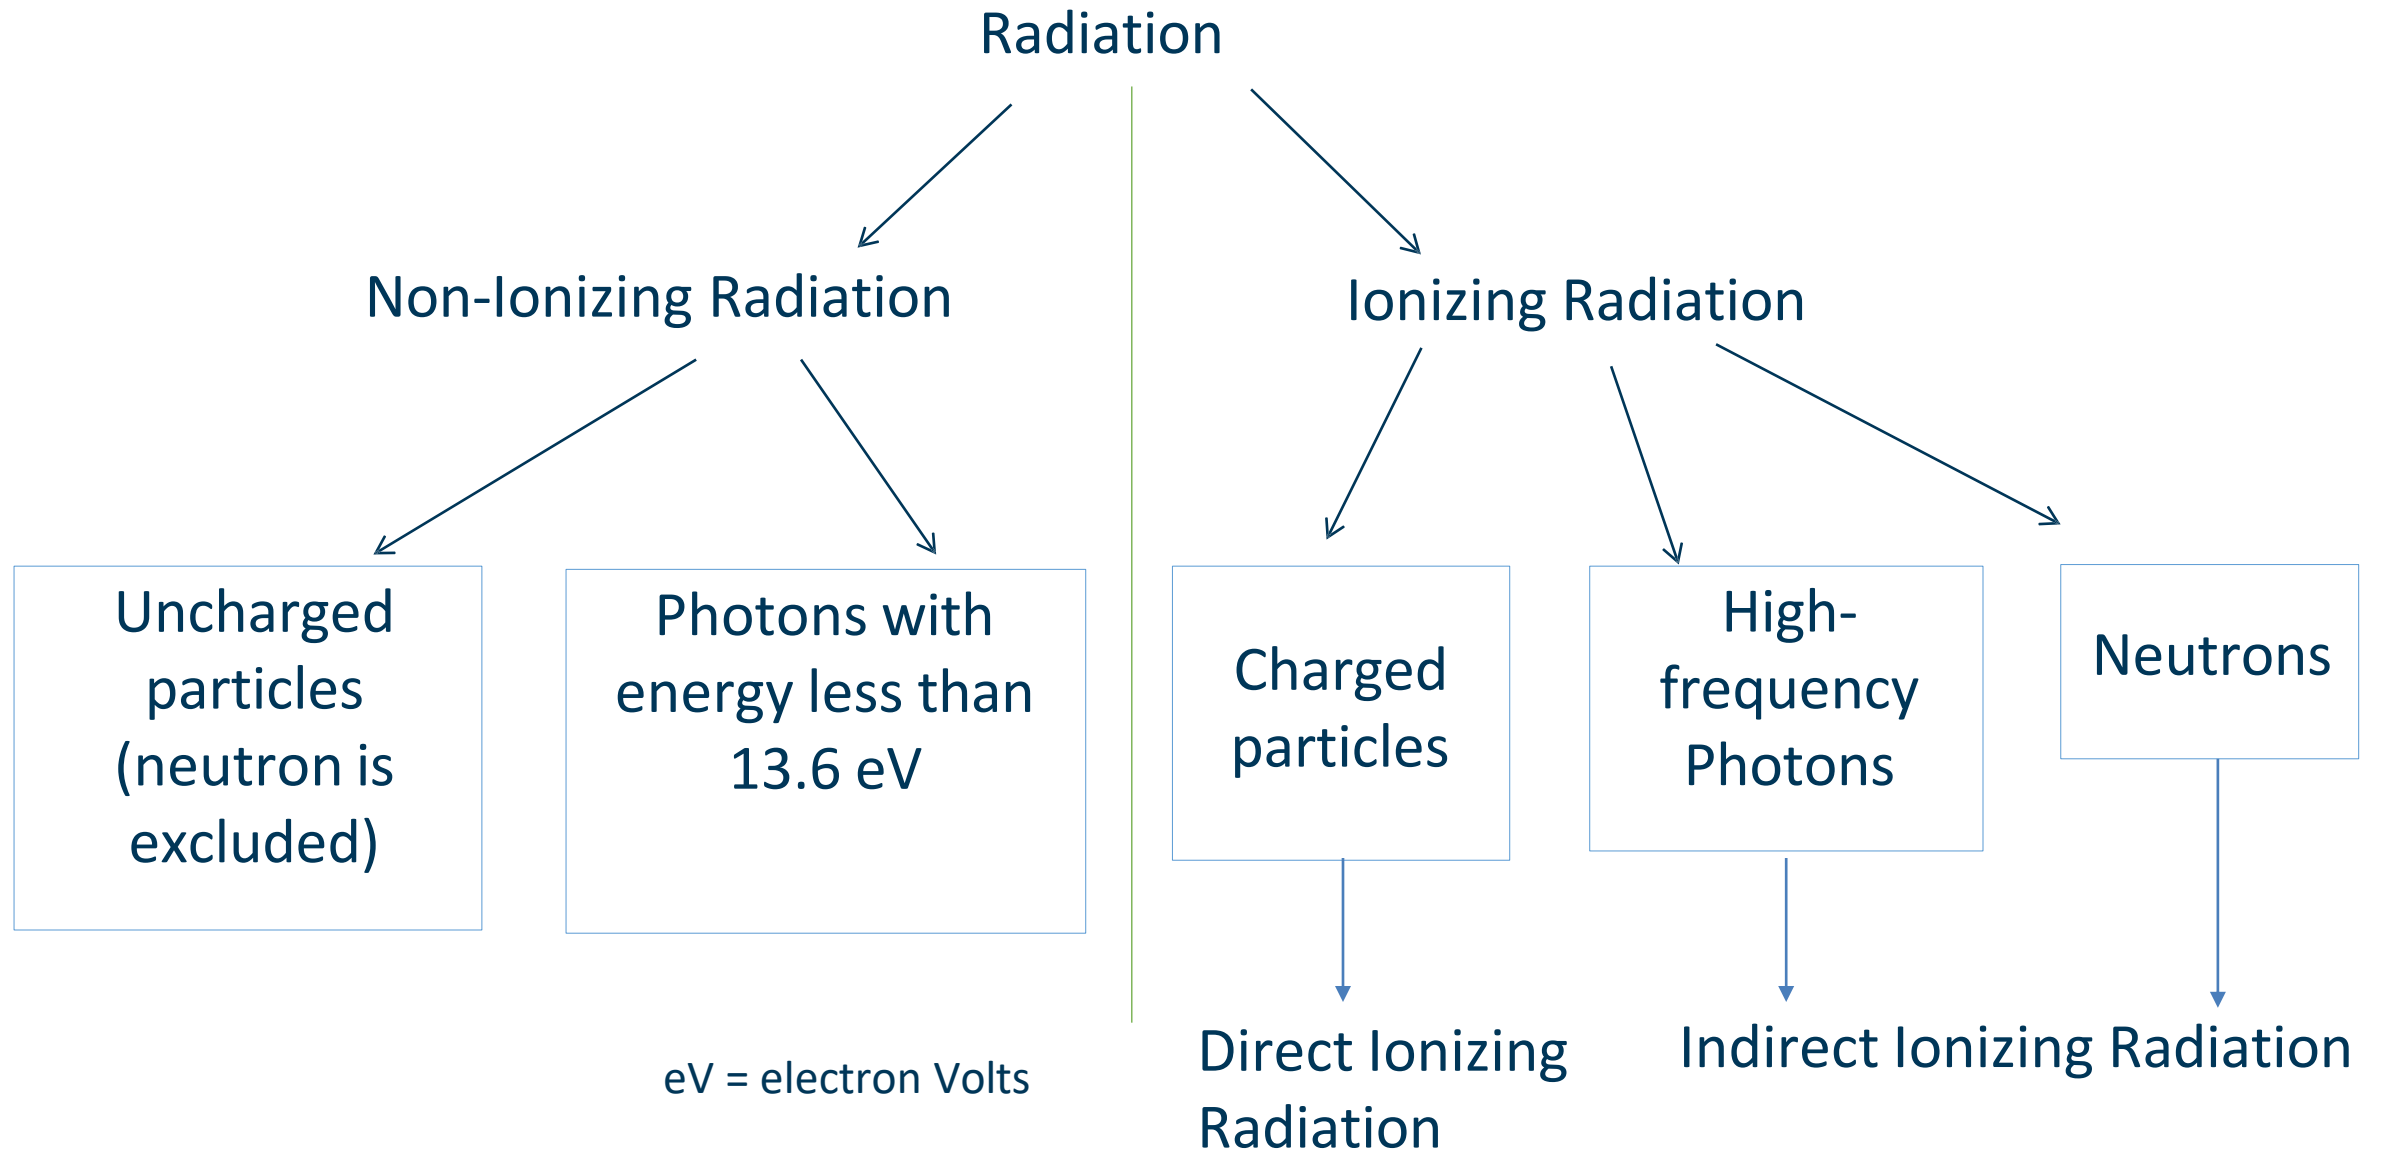 Radiation
Non-Ionizing Radiation
Ionizing Radiation
Uncharged
particles
(neutron is
excluded)
Photons with
energy less than
13.6 eV
Charged
particles
High-
frequency
Photons
Neutrons
eV = electron Volts
Direct Ionizing
Radiation
Indirect Ionizing Radiation